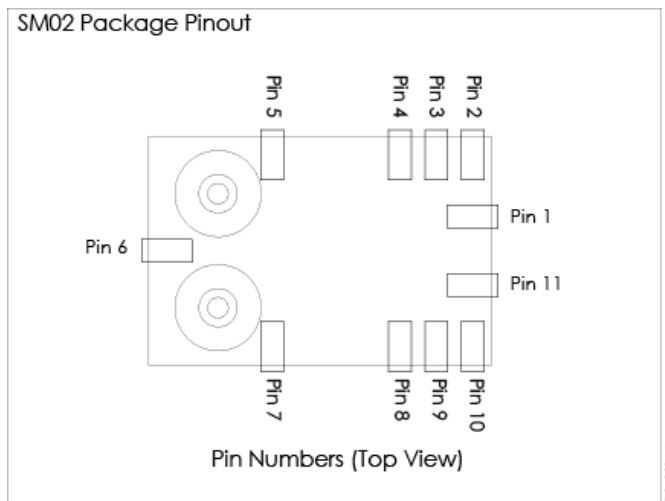 SM02 Package Pinout
Pin 5
Pin 4
Pin 3
Pin 2
Pin 1
Pin 6
Pin 11
Pin 7
Pin 8
Pin 9
Pin 10
Pin Numbers (Top View)